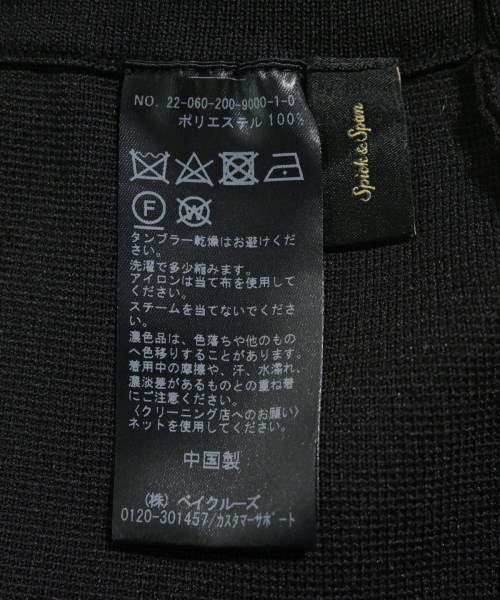 NO. 22-060-200-9000-1-0
ポリエステル 100%
F W
タンブラー乾燥はお避けくだ
さい。
洗濯で多少縮みます。
アイロンは当て布を使用して
ください。
スチームを当てないでくださ
い。
濃色品は、色落ちや他のもの
へ色移りすることがあります。
着用中の摩擦や、汗、水濡れ、
濃淡差があるものとの重ね着
にご注意ください。
〈クリーニング店へのお願い〉
ネットを使用してください。
中国製
(株) ベイクルーズ
0120-301457/カスタマーサポート
Spick & Span